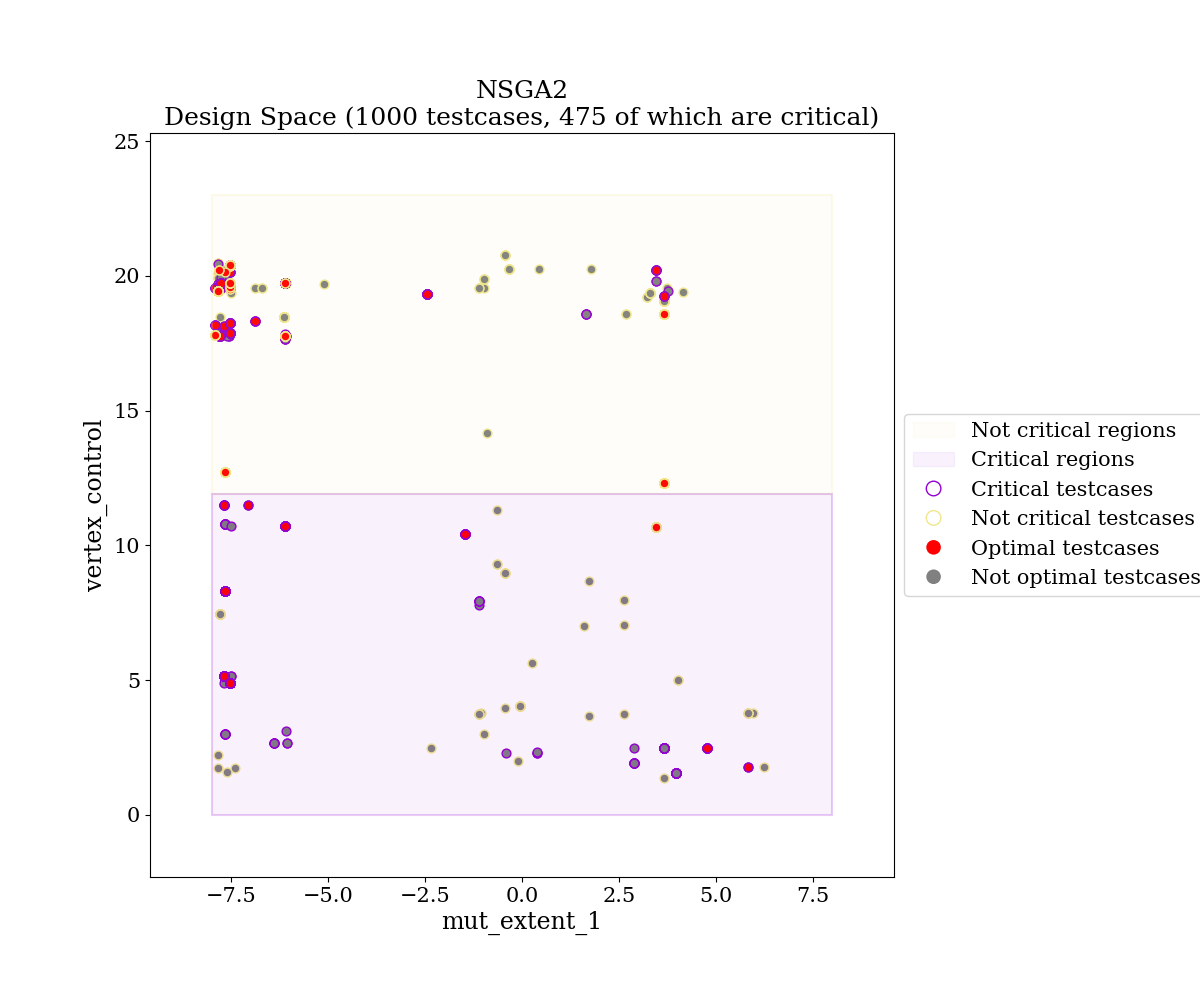 NSGA2
Design Space (1000 testcases, 475 of which are critical)
25
20
15
10
5
0
vertex_control
−7.5
−5.0
−2.5
0.0
2.5
5.0
7.5
mut_extent_1
Not critical regions
Critical regions
Critical testcases
Not critical testcases
Optimal testcases
Not optimal testcases